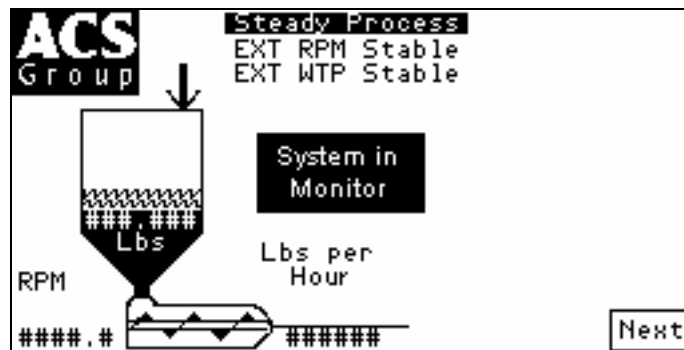 ACS
Group
Steady Process
EXT RPM Stable
EXT WTP Stable
System in
Monitor
###.###
Lbs
Lbs per
Hour
RPM
####.#
######
Next